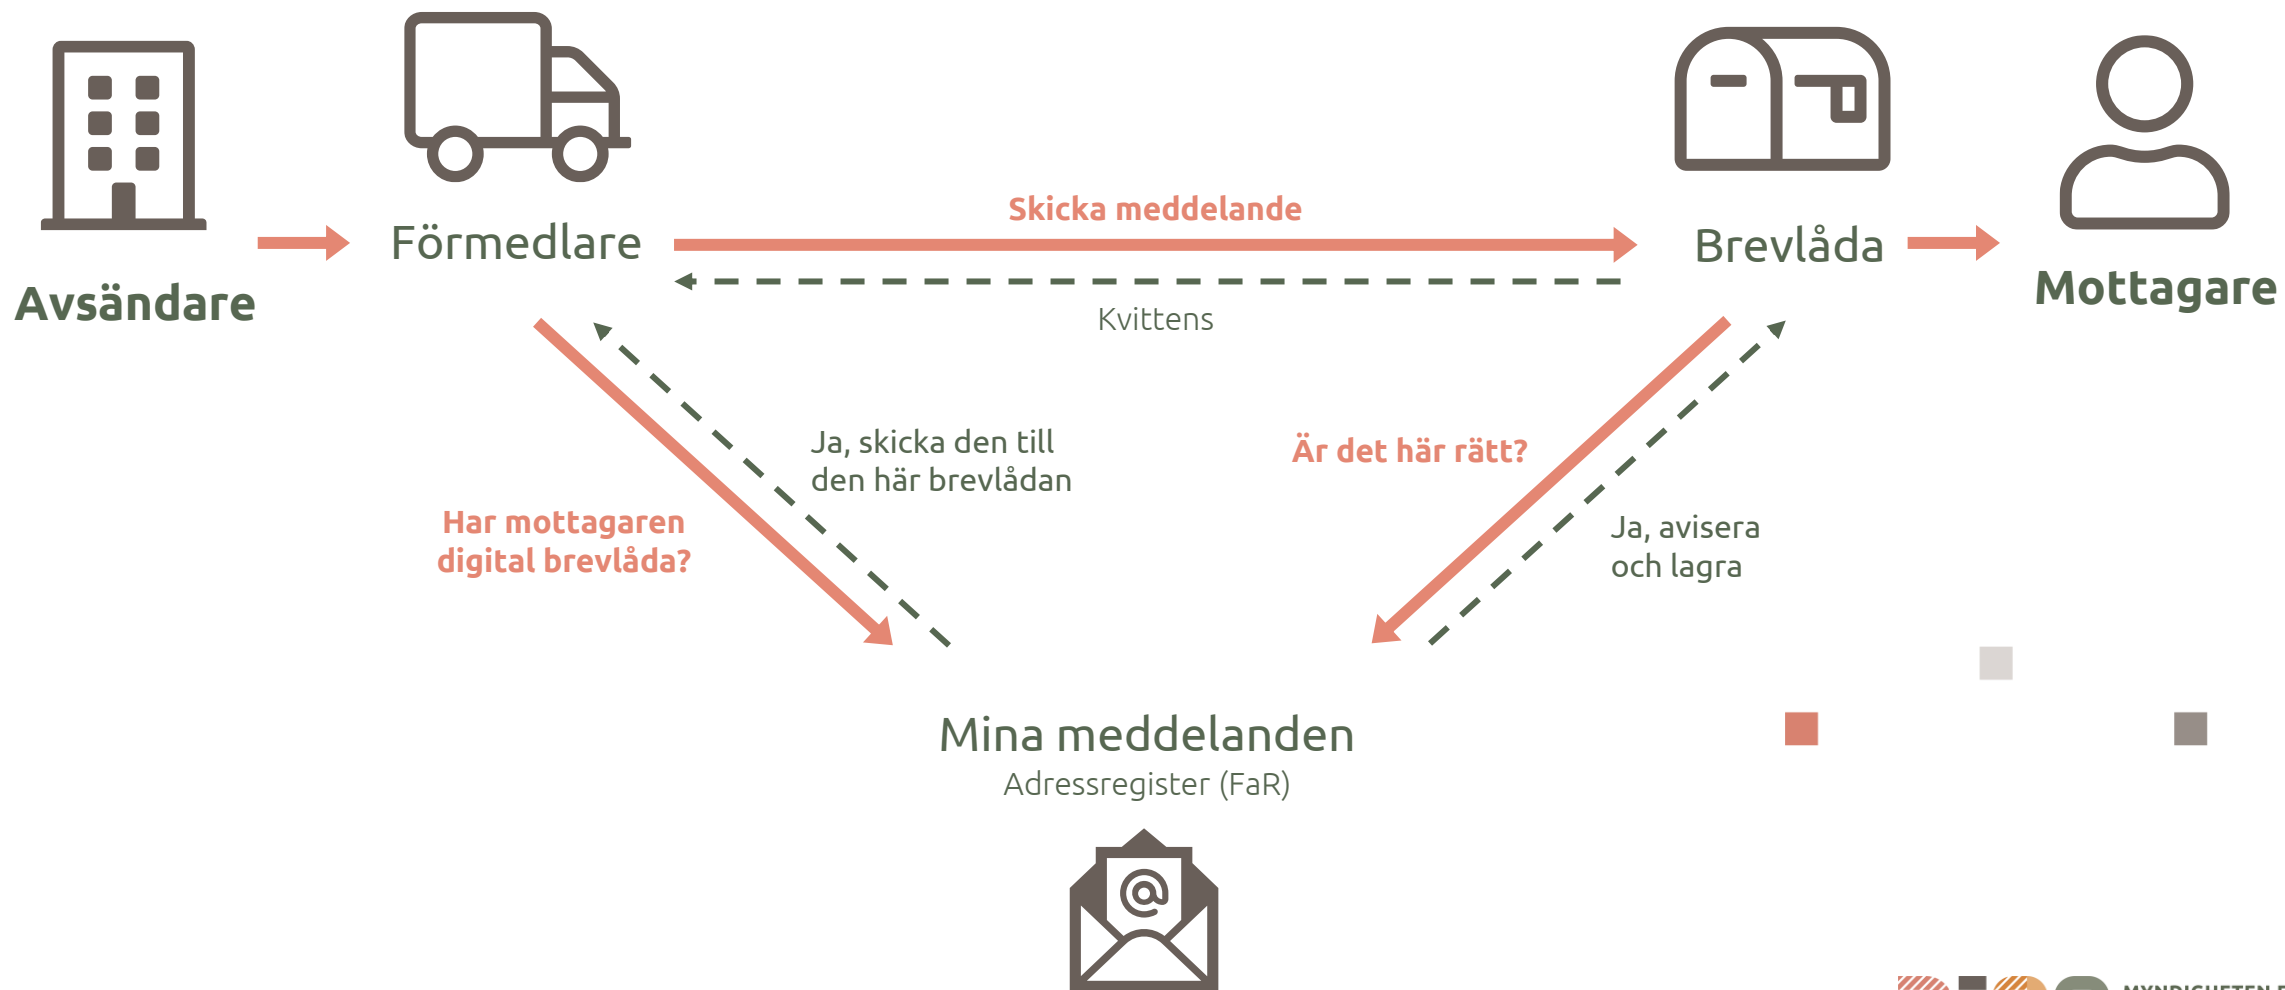 Skicka meddelande
Förmedlare
Brevlåda
Avsändare
Mottagare
Kvittens
Ja, skicka den till
den här brevlådan
Är det här rätt?
Har mottagaren
digital brevlåda?
Ja, avisera
och lagra
Mina meddelanden
Adressregister (FaR)
@